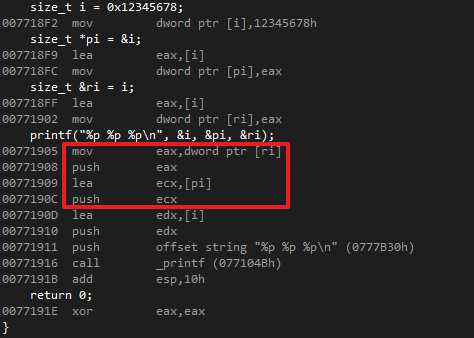 size_t i = 0x12345678;
007718F2 mov dword ptr [i],12345678h
size_t *pi = &i;
007718F9 lea eax,[i]
007718FC mov dword ptr [pi],eax
size_t &ri = i;
007718FF lea eax,[i]
00771902 mov dword ptr [ri],eax
printf("%p %p %p\n", &i, &pi, &ri);
00771905 mov eax,dword ptr [ri]
00771908 push eax
00771909 lea ecx,[pi]
0077190C push ecx
0077190D lea edx,[i]
00771910 push edx
00771911 push offset string "%p %p %p\n" (0777B30h)
00771916 call _printf (077104Bh)
0077191B add esp,10h
return 0;
0077191E xor eax,eax
}